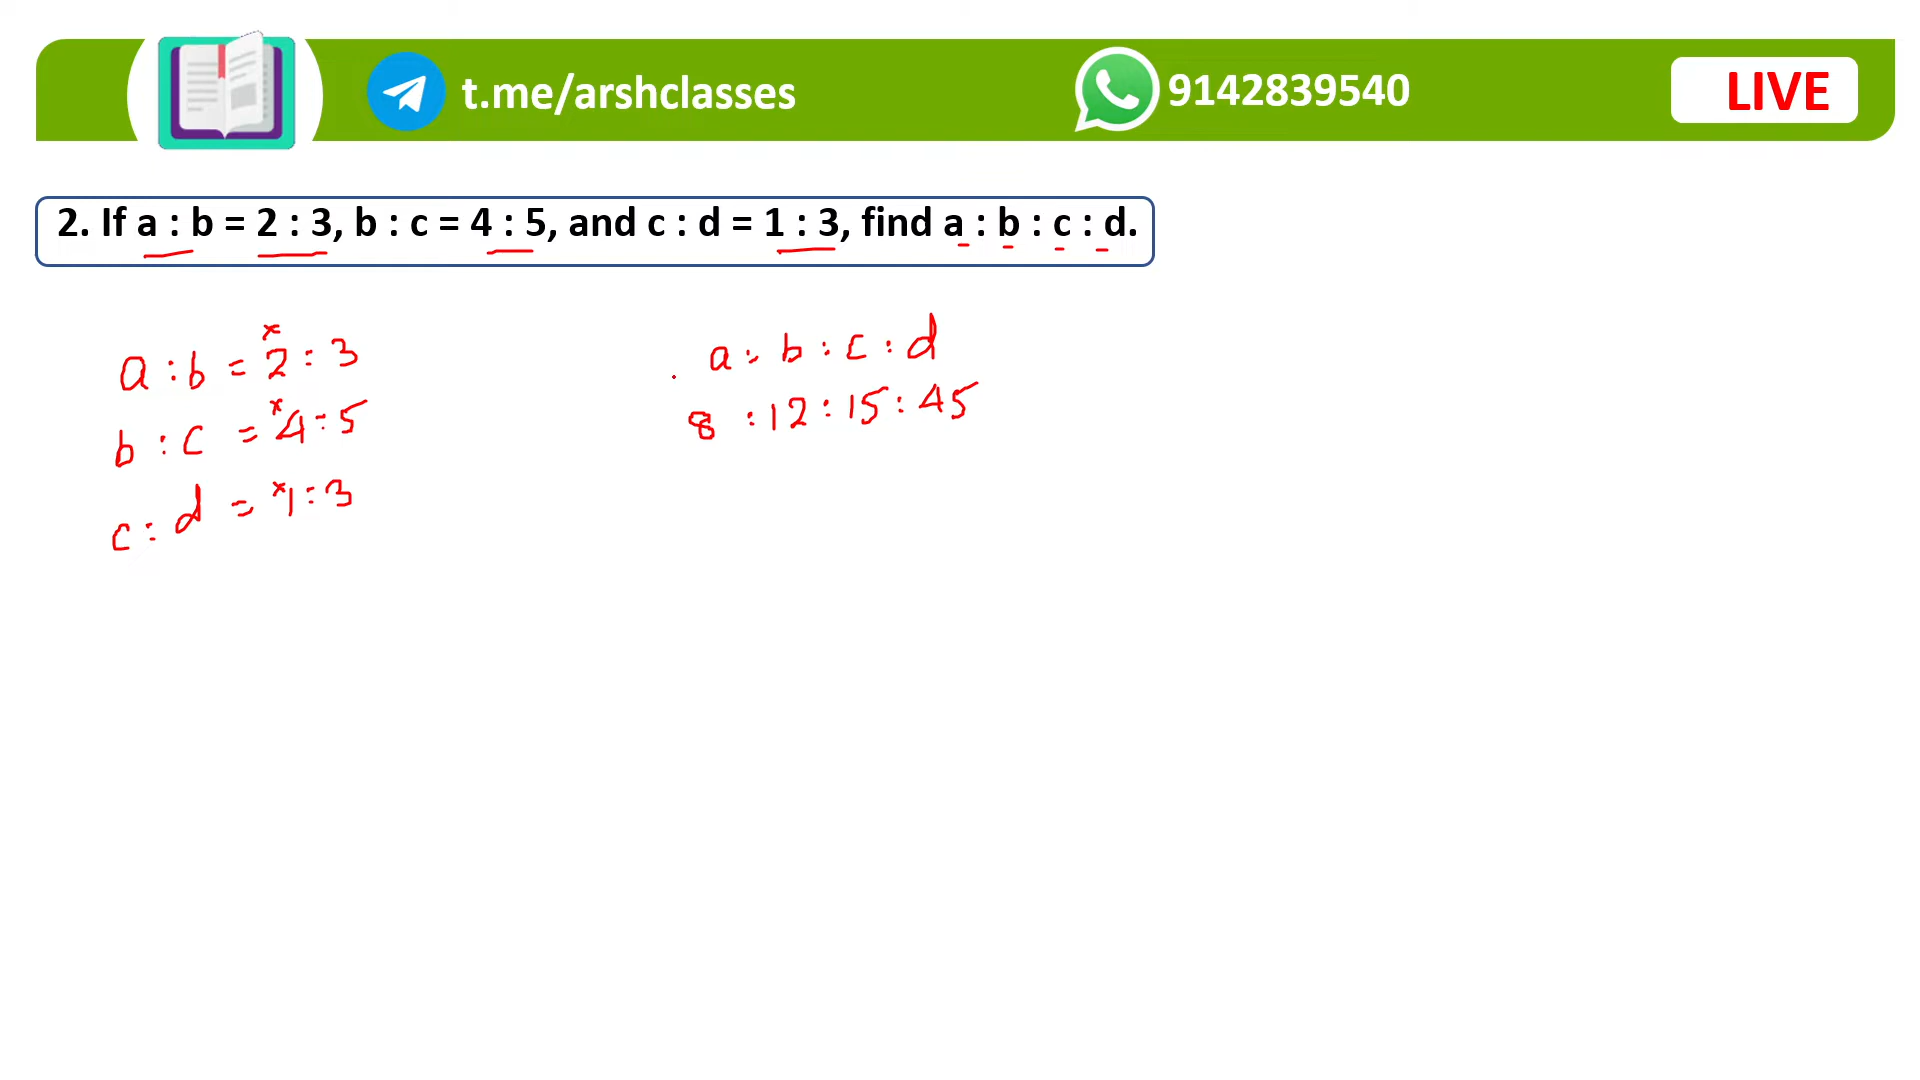 t.me/arshclasses 9142839540 LIVE
2. If a : b = 2 : 3, b : c = 4 : 5, and c : d = 1 : 3, find a : b : c : d.
a : b = 2 : 3
b : c = 4 : 5
c : d = 1 : 3
a : b : c : d
8 : 12 : 15 : 45